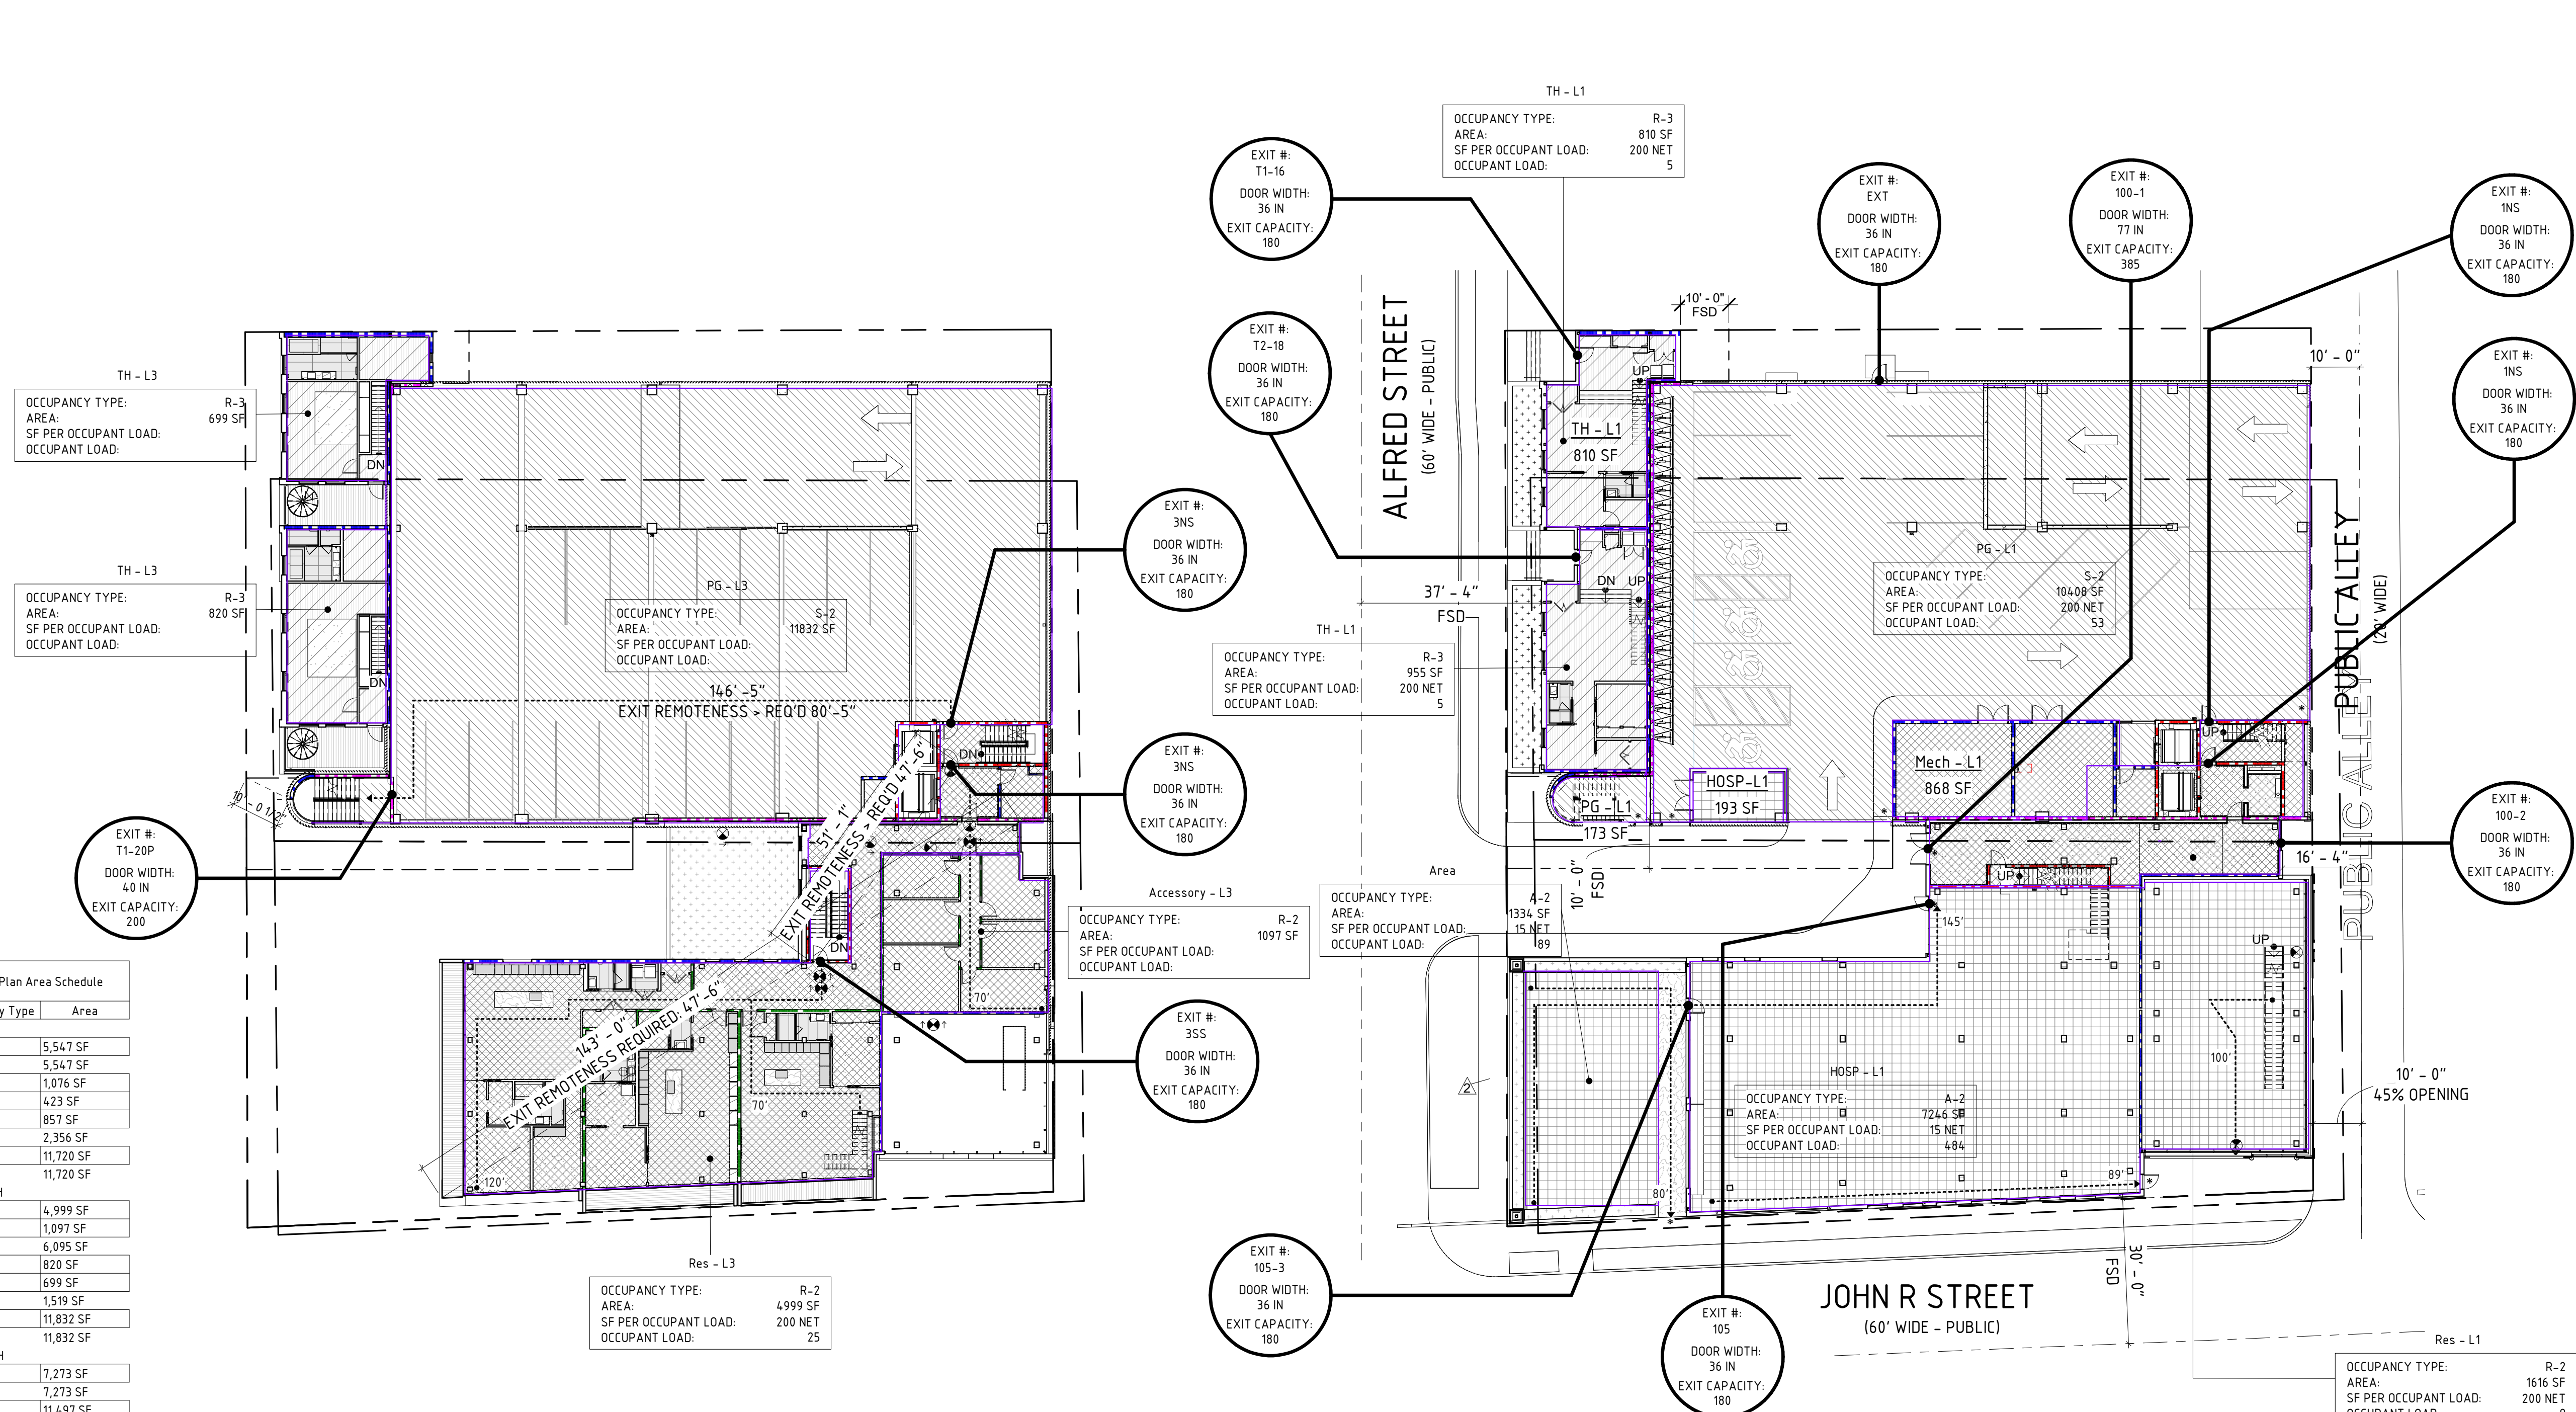 TH - L3
OCCUPANCY TYPE: R-3
AREA: 699 SF
SF PER OCCUPANT LOAD:
OCCUPANT LOAD:
TH - L3
OCCUPANCY TYPE: R-3
AREA: 820 SF
SF PER OCCUPANT LOAD:
OCCUPANT LOAD:
DN
DN
PG - L3
OCCUPANCY TYPE: S-2
AREA: 11832 SF
SF PER OCCUPANT LOAD:
OCCUPANT LOAD:
146' -5"
EXIT REMOTENESS > REQ'D 80'-5"
DN
51' - 1"
EXIT REMOTENESS > REQ'D 47'-6"
DN
10' - 0 1/2"
EXIT #:
T1-20P
DOOR WIDTH:
40 IN
EXIT CAPACITY:
200
EXIT #:
3NS
DOOR WIDTH:
36 IN
EXIT CAPACITY:
180
EXIT #:
3NS
DOOR WIDTH:
36 IN
EXIT CAPACITY:
180
Accessory - L3
OCCUPANCY TYPE: R-2
AREA: 1097 SF
SF PER OCCUPANT LOAD:
OCCUPANT LOAD:
EXIT #:
3SS
DOOR WIDTH:
36 IN
EXIT CAPACITY:
180
143' - 0"
EXIT REMOTENESS REQUIRED: 47'-6"
70'
70'
120'
Res - L3
OCCUPANCY TYPE: R-2
AREA: 4999 SF
SF PER OCCUPANT LOAD: 200 NET
OCCUPANT LOAD: 25
Plan Area Schedule
y Type Area
5,547 SF
5,547 SF
1,076 SF
423 SF
857 SF
2,356 SF
11,720 SF
11,720 SF
H
4,999 SF
1,097 SF
6,095 SF
820 SF
699 SF
1,519 SF
11,832 SF
11,832 SF
H
7,273 SF
7,273 SF
11,497 SF
TH - L1
OCCUPANCY TYPE: R-3
AREA: 810 SF
SF PER OCCUPANT LOAD: 200 NET
OCCUPANT LOAD: 5
EXIT #:
T1-16
DOOR WIDTH:
36 IN
EXIT CAPACITY:
180
EXIT #:
T2-18
DOOR WIDTH:
36 IN
EXIT CAPACITY:
180
EXIT #:
EXT
DOOR WIDTH:
36 IN
EXIT CAPACITY:
180
EXIT #:
100-1
DOOR WIDTH:
77 IN
EXIT CAPACITY:
385
EXIT #:
1NS
DOOR WIDTH:
36 IN
EXIT CAPACITY:
180
EXIT #:
1NS
DOOR WIDTH:
36 IN
EXIT CAPACITY:
180
ALFRED STREET
(60' WIDE - PUBLIC)
10' - 0"
FSD
10' - 0"
UP
TH - L1
810 SF
DN UP
37' - 4"
FSD
TH - L1
OCCUPANCY TYPE: R-3
AREA: 955 SF
SF PER OCCUPANT LOAD: 200 NET
OCCUPANT LOAD: 5
PG - L1
OCCUPANCY TYPE: S-2
AREA: 10408 SF
SF PER OCCUPANT LOAD: 200 NET
OCCUPANT LOAD: 53
PUBLIC ALLEY
(20' WIDE)
PUBLIC ALLEY
UP
Mech - L1
868 SF
HOSP-L1
193 SF
PG - L1
173 SF
10' - 0"
FSD
UP
16' - 4"
EXIT #:
100-2
DOOR WIDTH:
36 IN
EXIT CAPACITY:
180
Area
OCCUPANCY TYPE: A-2
AREA: 1334 SF
SF PER OCCUPANT LOAD: 15 NET
OCCUPANT LOAD: 89
145'
UP
100'
2
HOSP - L1
OCCUPANCY TYPE: A-2
AREA: 7246 SF
SF PER OCCUPANT LOAD: 15 NET
OCCUPANT LOAD: 484
80'
89'
10' - 0"
45% OPENING
EXIT #:
105-3
DOOR WIDTH:
36 IN
EXIT CAPACITY:
180
EXIT #:
105
DOOR WIDTH:
36 IN
EXIT CAPACITY:
180
JOHN R STREET
(60' WIDE - PUBLIC)
30' - 0"
FSD
Res - L1
OCCUPANCY TYPE: R-2
AREA: 1616 SF
SF PER OCCUPANT LOAD: 200 NET